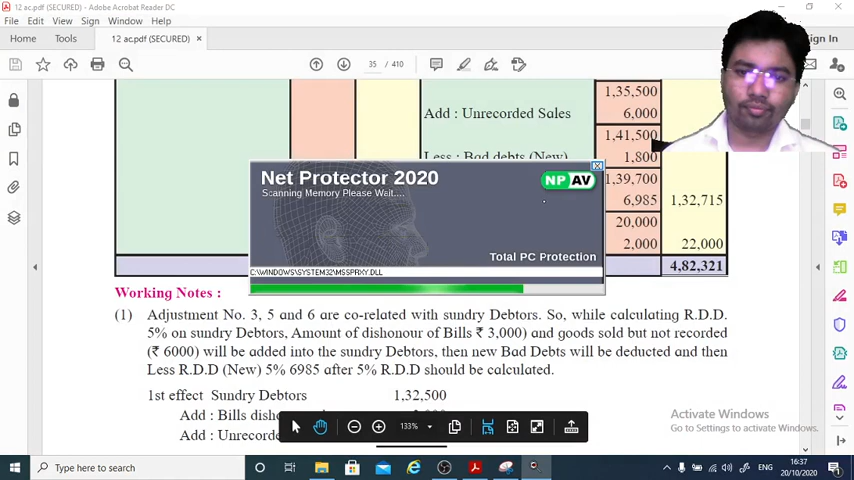 12 ac.pdf (SECURED) - Adobe Acrobat Reader DC
File Edit View Sign Window Help
Home Tools 12 ac.pdf (SECURED) × Sign In
35 / 410
1,35,500
Add : Unrecorded Sales 6,000
1,41,500
Less : Bad debts (New) 1,800
1,39,700
6,985 1,32,715
20,000
2,000 22,000
4,82,321
Net Protector 2020
Scanning Memory Please Wait....
NP AV
Total PC Protection
C:\WINDOWS\SYSTEM32\MSSPRXY.DLL
Working Notes :
(1) Adjustment No. 3, 5 and 6 are co-related with sundry Debtors. So, while calculating R.D.D.
5% on sundry Debtors, Amount of dishonour of Bills ₹ 3,000) and goods sold but not recorded
(₹ 6000) will be added into the sundry Debtors, then new Bad Debts will be deducted and then
Less R.D.D (New) 5% 6985 after 5% R.D.D should be calculated.
1st effect Sundry Debtors 1,32,500
Add : Bills
Add :
133%
Activate Windows
Go to Settings to activate Windows.
Type here to search
ENG
16:37
20/10/2020